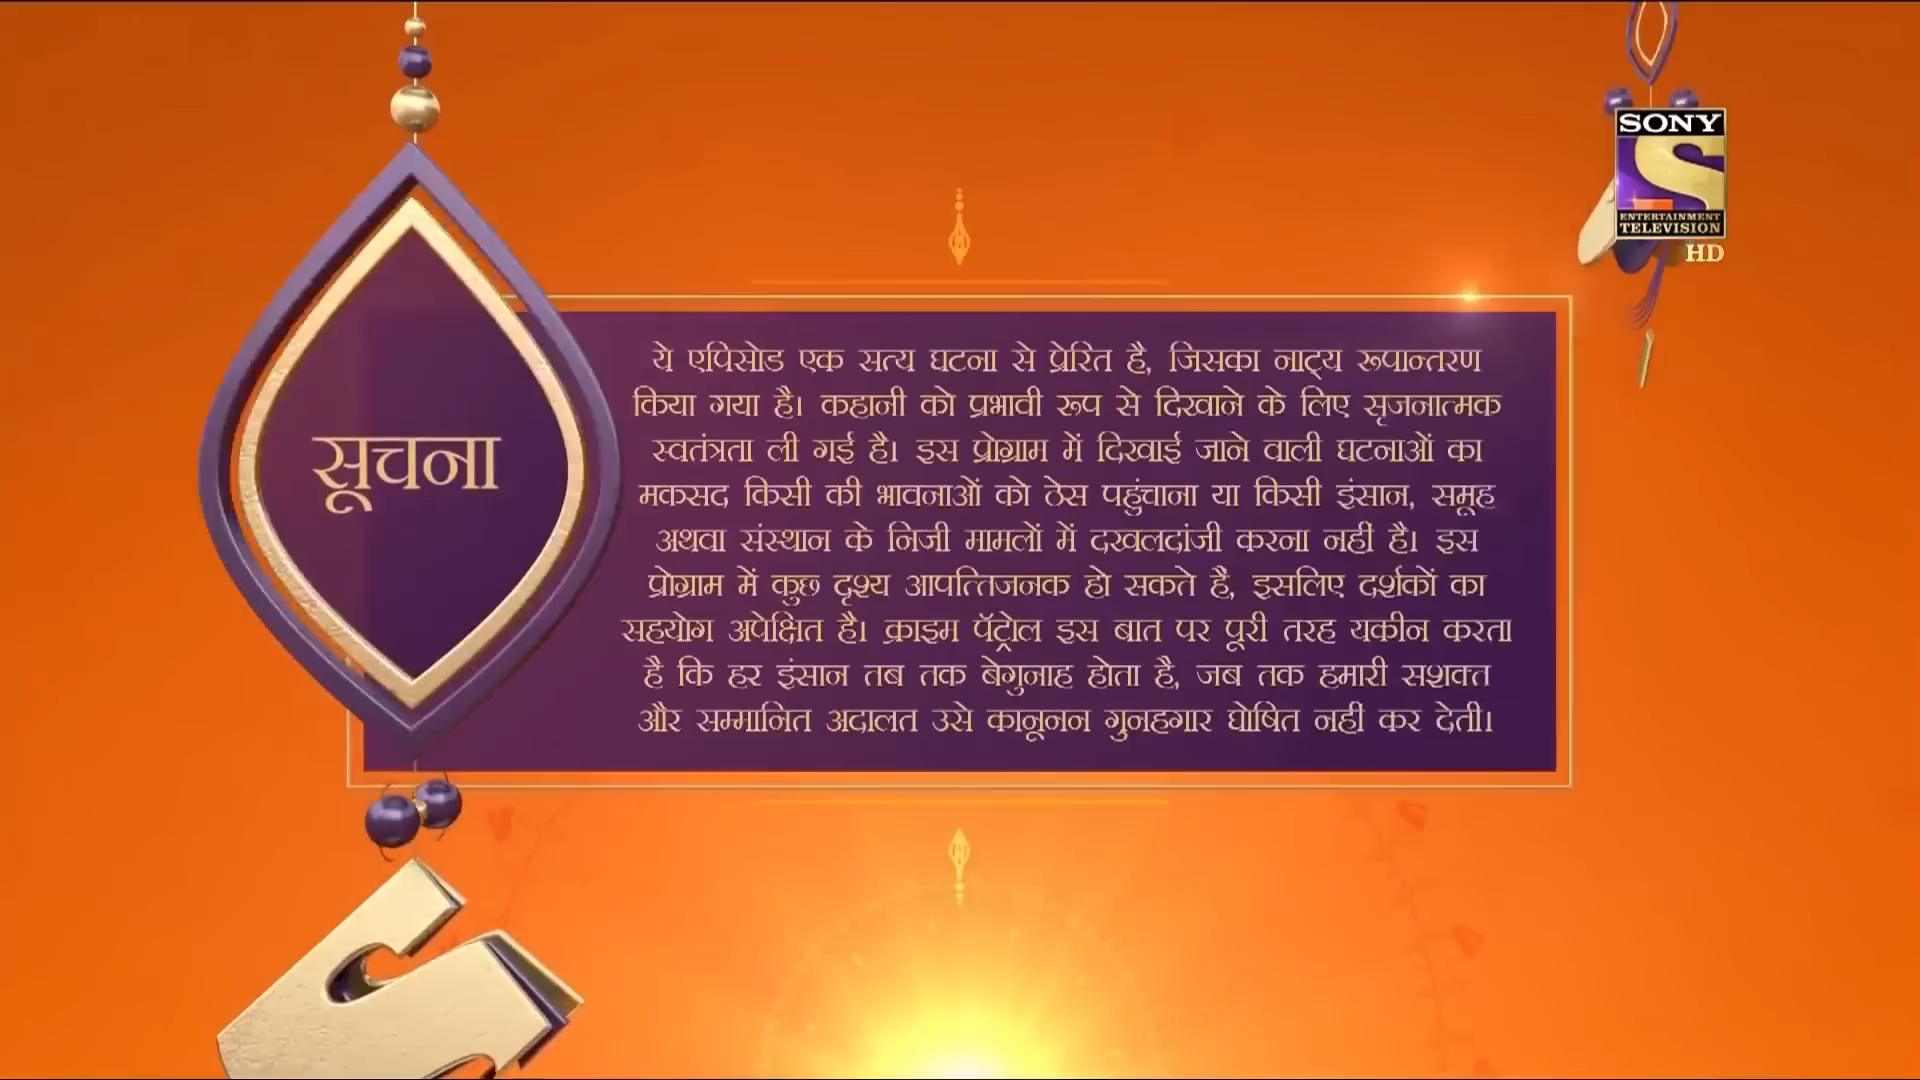 सूचना
ये एपिसोड एक सत्य घटना से प्रेरित है, जिसका नाट्य रूपान्तरण
किया गया है। कहानी को प्रभावी रूप से दिखाने के लिए सृजनात्मक
स्वतंत्रता ली गई है। इस प्रोग्राम में दिखाई जाने वाली घटनाओं का
मकसद किसी की भावनाओं को ठेस पहुंचाना या किसी इंसान, समूह
अथवा संस्थान के निजी मामलों में दखलदांजी करना नहीं है। इस
प्रोग्राम में कुछ दृश्य आपत्तिजनक हो सकते हैं, इसलिए दर्शकों का
सहयोग अपेक्षित है। क्राइम पॅट्रोल इस बात पर पूरी तरह यकीन करता
है कि हर इंसान तब तक बेगुनाह होता है, जब तक हमारी सशक्त
और सम्मानित अदालत उसे कानूनन गुनहगार घोषित नहीं कर देती।
SONY
ENTERTAINMENT
TELEVISION
HD